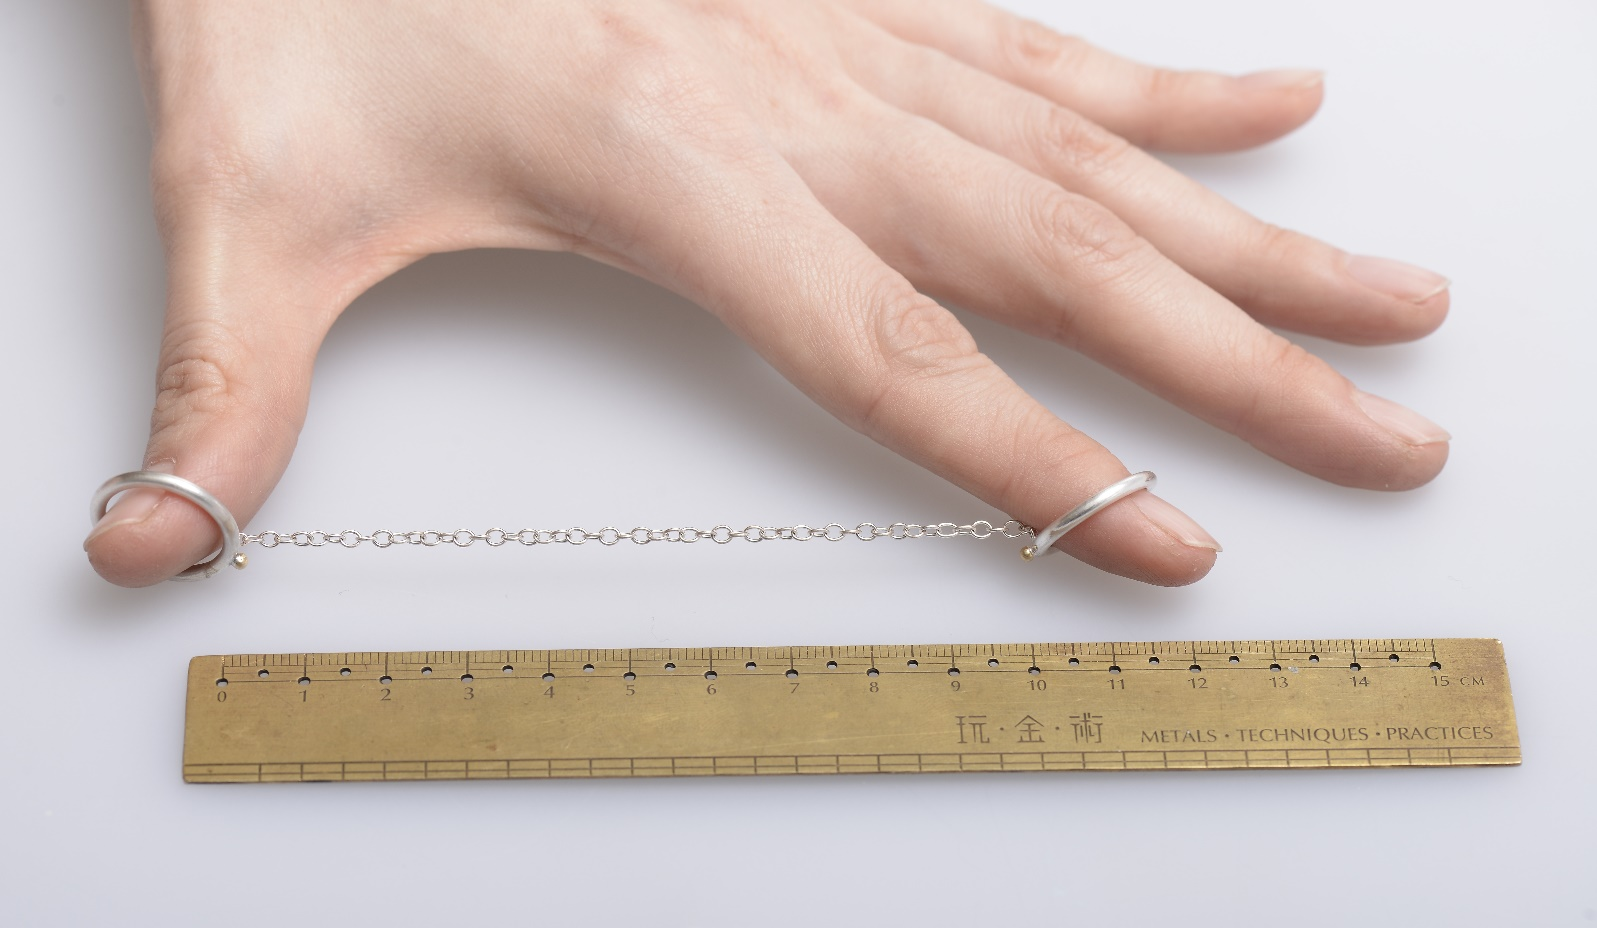 0 1 2 3 4 5 6 7 8 9 10 11 12 13 14 15 CM
玩·金·術 METALS · TECHNIQUES · PRACTICES